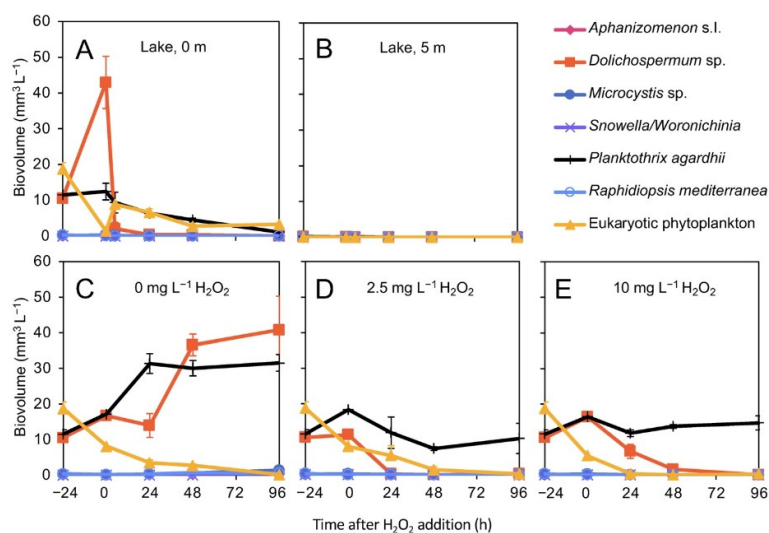 A
Lake, 0 m
B
Lake, 5 m
60
50
40
30
20
10
0
Biovolume (mm³ L⁻¹)
Aphanizomenon s.l.
Dolichospermum sp.
Microcystis sp.
Snowella/Woronichinia
Planktothrix agardhii
Raphidiopsis mediterranea
Eukaryotic phytoplankton
C
0 mg L⁻¹ H₂O₂
D
2.5 mg L⁻¹ H₂O₂
E
10 mg L⁻¹ H₂O₂
60
50
40
30
20
10
0
Biovolume (mm³ L⁻¹)
−24 0 24 48 72 96
−24 0 24 48 72 96
−24 0 24 48 72 96
Time after H₂O₂ addition (h)